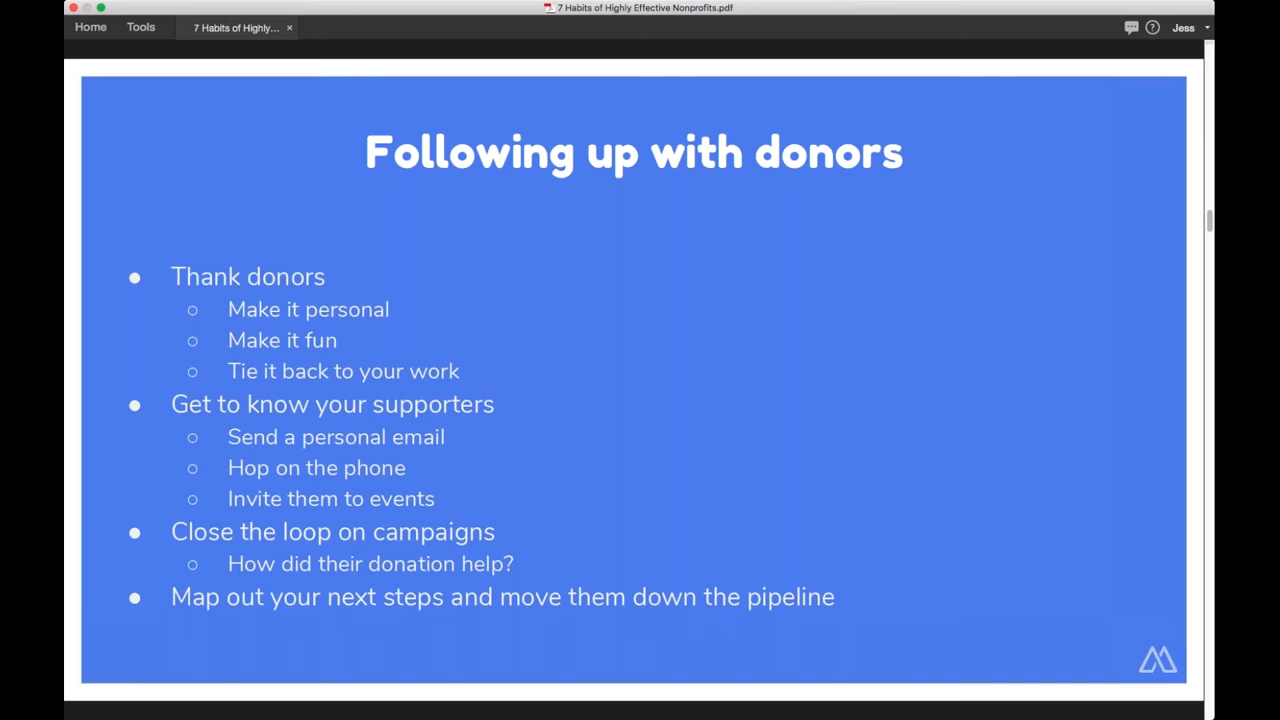 7 Habits of Highly Effective Nonprofits.pdf
Home Tools 7 Habits of Highly... × Jess
Following up with donors
● Thank donors
○ Make it personal
○ Make it fun
○ Tie it back to your work
● Get to know your supporters
○ Send a personal email
○ Hop on the phone
○ Invite them to events
● Close the loop on campaigns
○ How did their donation help?
● Map out your next steps and move them down the pipeline